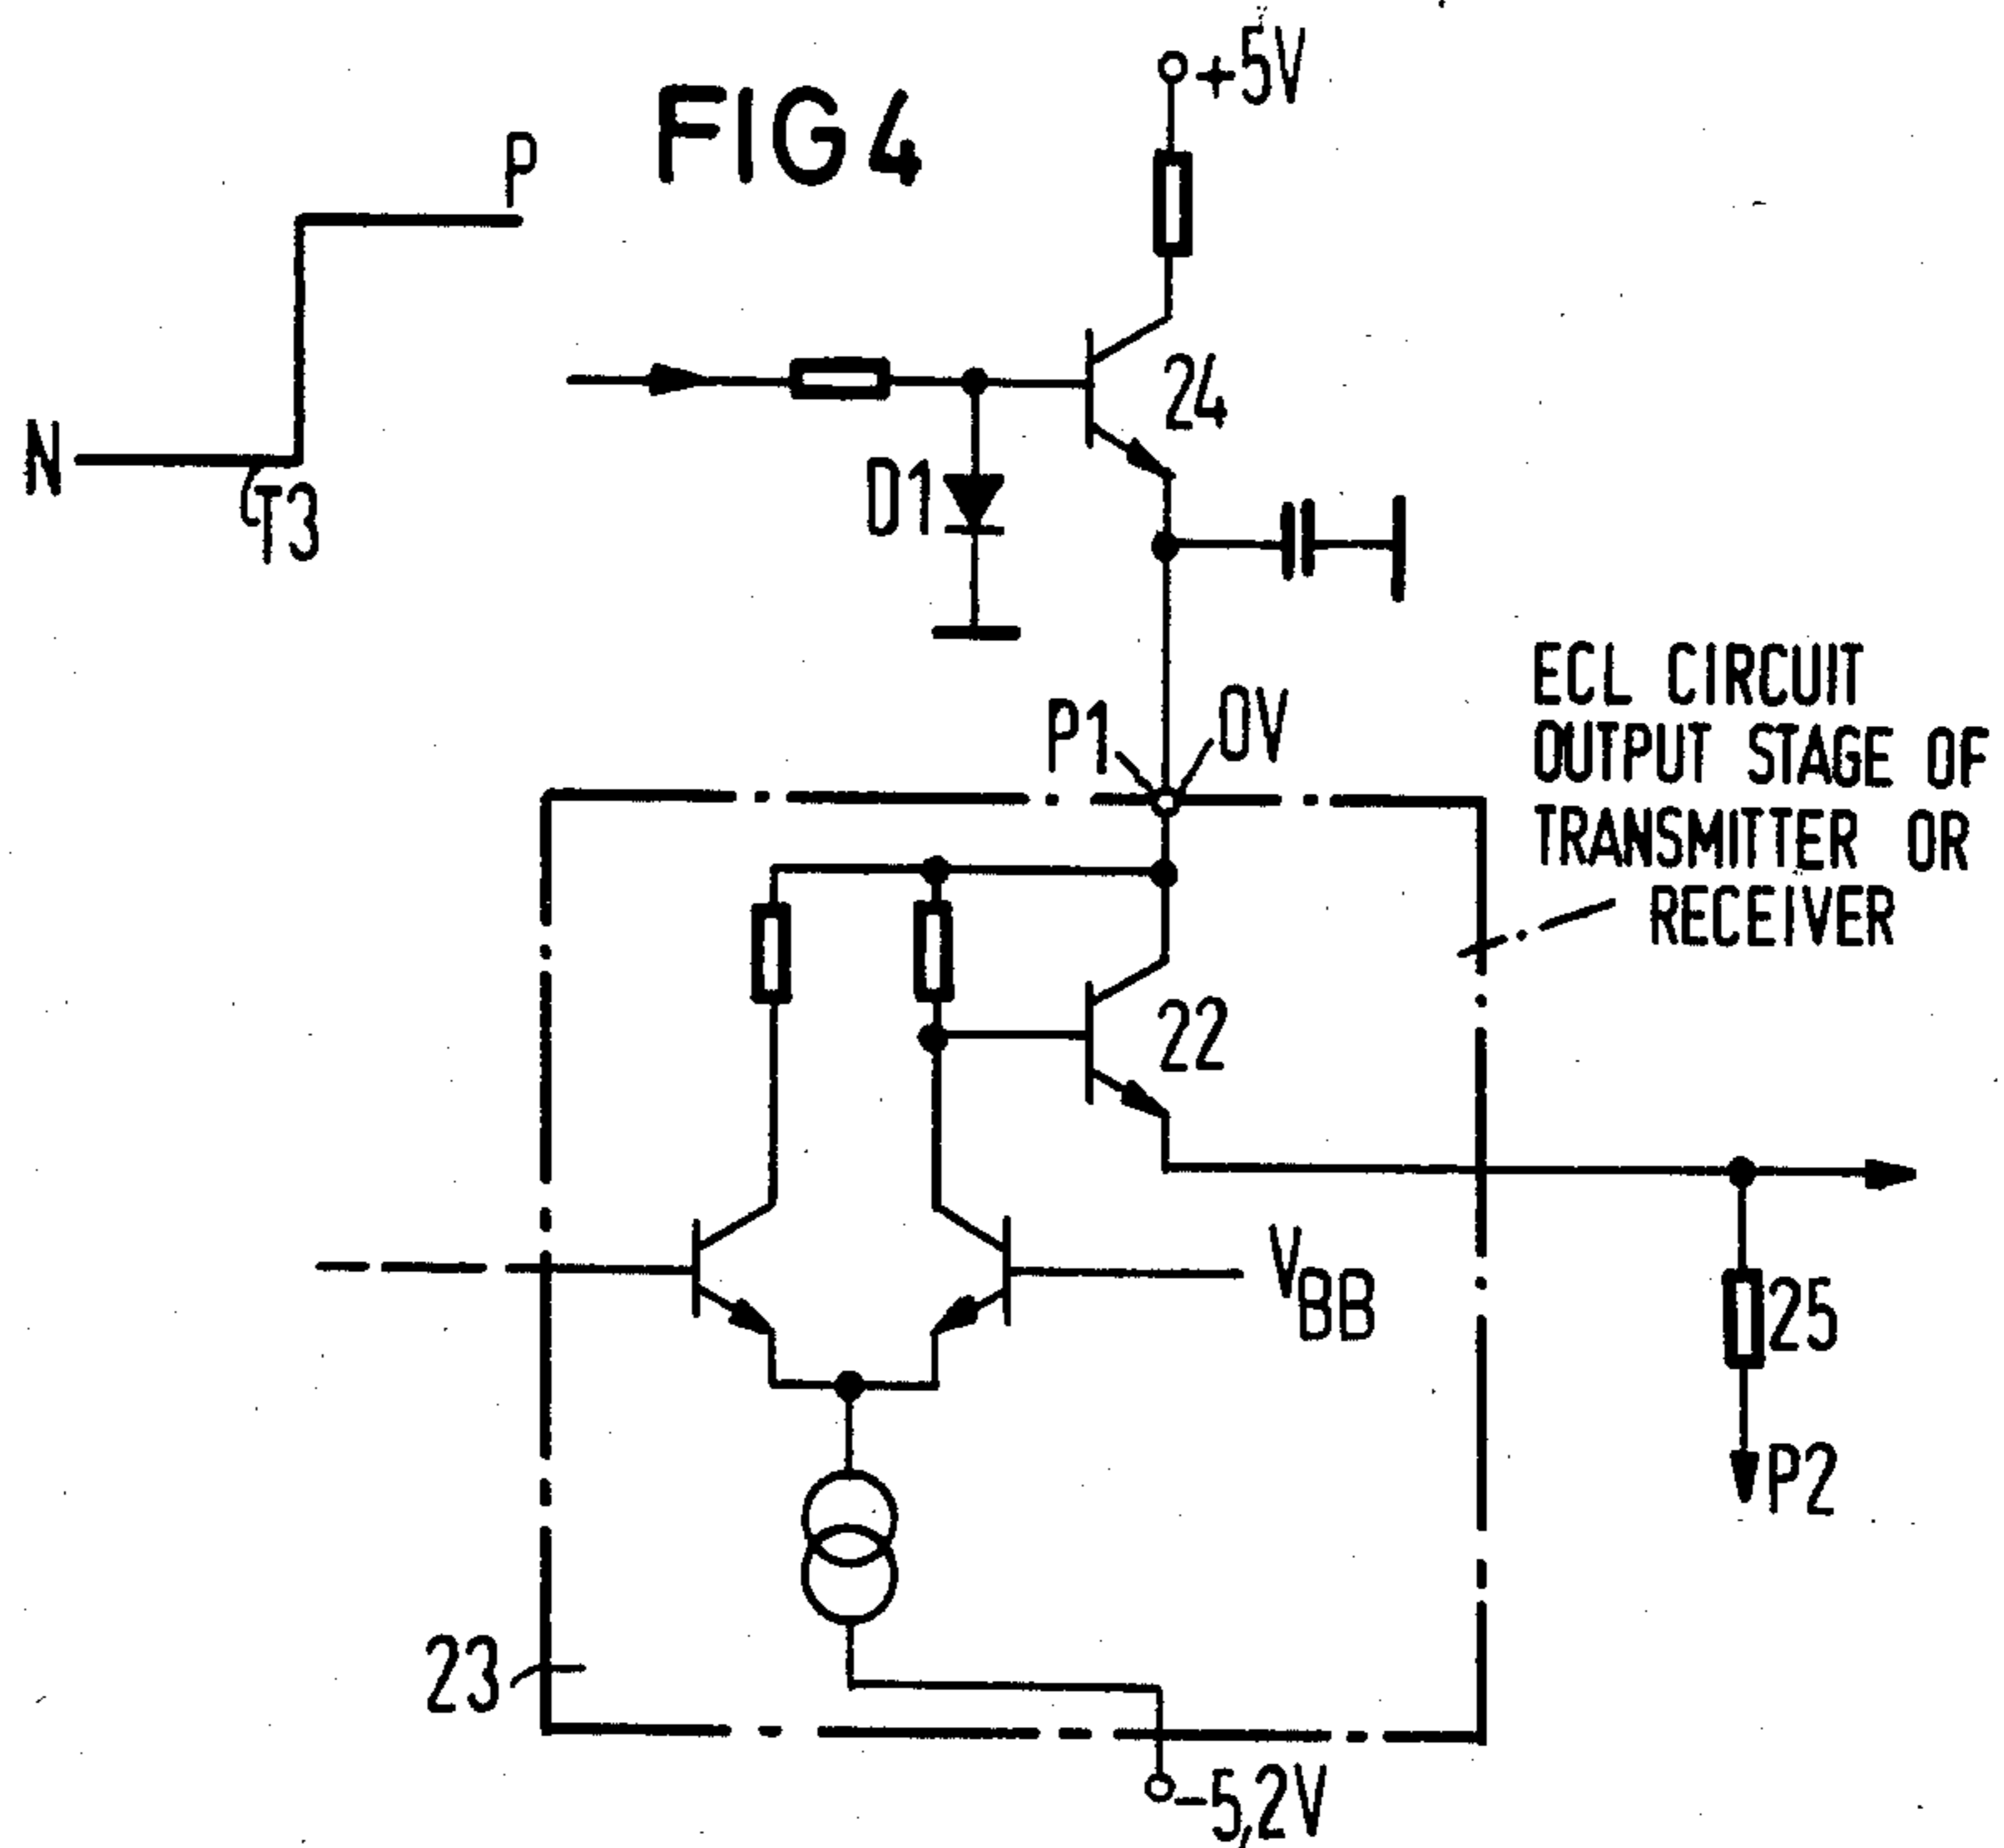 FIG 4
+5V
P
24
N
T3
D1
P1
0V
ECL CIRCUIT
OUTPUT STAGE OF
TRANSMITTER OR
RECEIVER
22
VBB
25
P2
23
-5,2V